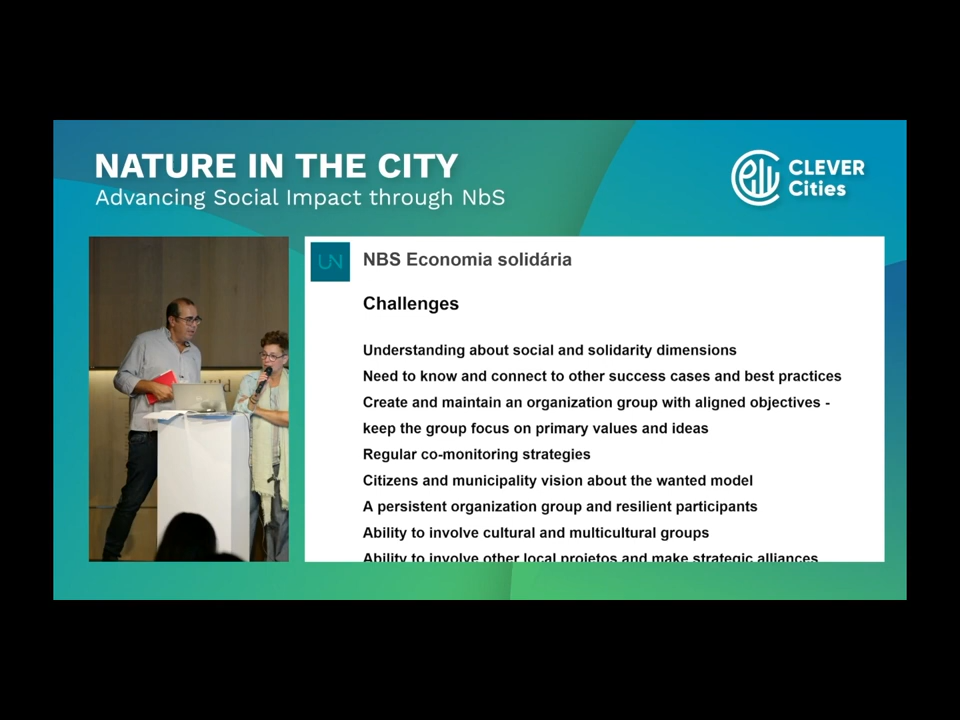 NATURE IN THE CITY
Advancing Social Impact through NbS
CLEVER
Cities
UN
NBS Economia solidária
Challenges
Understanding about social and solidarity dimensions
Need to know and connect to other success cases and best practices
Create and maintain an organization group with aligned objectives -
keep the group focus on primary values and ideas
Regular co-monitoring strategies
Citizens and municipality vision about the wanted model
A persistent organization group and resilient participants
Ability to involve cultural and multicultural groups
Ability to involve other local projetos and make strategic alliances